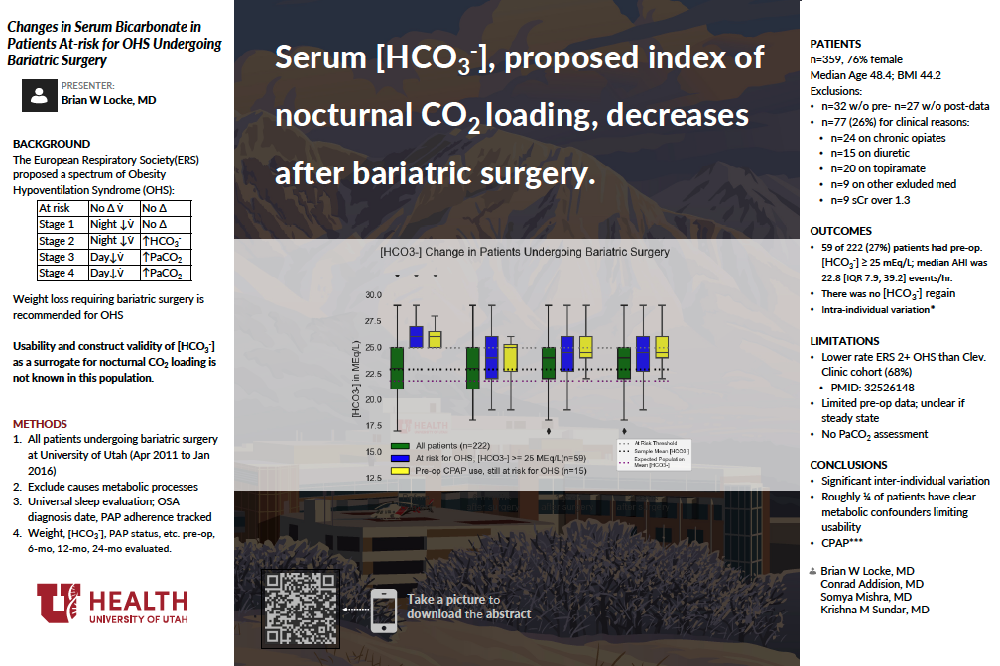 Changes in Serum Bicarbonate in
Patients At-risk for OHS Undergoing
Bariatric Surgery
PRESENTER:
Brian W Locke, MD
BACKGROUND
The European Respiratory Society(ERS)
proposed a spectrum of Obesity
Hypoventilation Syndrome (OHS):
At risk No Δ v̇ No Δ
Stage 1 Night ↓v̇ No Δ
Stage 2 Night ↓v̇ ↑HCO₃⁻
Stage 3 Day↓v̇ ↑PaCO₂
Stage 4 Day↓v̇ ↑PaCO₂
Weight loss requiring bariatric surgery is
recommended for OHS
Usability and construct validity of [HCO₃⁻]
as a surrogate for nocturnal CO₂ loading is
not known in this population.
METHODS
1. All patients undergoing bariatric surgery
at University of Utah (Apr 2011 to Jan
2016)
2. Exclude causes metabolic processes
3. Universal sleep evaluation; OSA
diagnosis date, PAP adherence tracked
4. Weight, [HCO₃⁻], PAP status, etc. pre-op,
6-mo, 12-mo, 24-mo evaluated.
U HEALTH
UNIVERSITY OF UTAH
Serum [HCO₃⁻], proposed index of
nocturnal CO₂ loading, decreases
after bariatric surgery.
[HCO3-] Change in Patients Undergoing Bariatric Surgery
[HCO3-] in MEq/L)
30.0
27.5
25.0
22.5
20.0
17.5
15.0
12.5
HEALTH
All patients (n=222)
At risk for OHS, [HCO3-] >= 25 MEq/L(n=59)
Pre-op CPAP use, still at risk for OHS (n=15)
At Risk Threshold
Sample Mean [HCO3-]
Expected Population
Mean [HCO3-]
Take a picture to
download the abstract
PATIENTS
n=359, 76% female
Median Age 48.4; BMI 44.2
Exclusions:
• n=32 w/o pre- n=27 w/o post-data
• n=77 (26%) for clinical reasons:
• n=24 on chronic opiates
• n=15 on diuretic
• n=20 on topiramate
• n=9 on other exluded med
• n=9 sCr over 1.3
OUTCOMES
• 59 of 222 (27%) patients had pre-op.
[HCO₃⁻] ≥ 25 mEq/L; median AHI was
22.8 [IQR 7.9, 39.2] events/hr.
• There was no [HCO₃⁻] regain
• Intra-individual variation*
LIMITATIONS
• Lower rate ERS 2+ OHS than Clev.
Clinic cohort (68%)
• PMID: 32526148
• Limited pre-op data; unclear if
steady state
• No PaCO₂ assessment
CONCLUSIONS
• Significant inter-individual variation
• Roughly ¼ of patients have clear
metabolic confounders limiting
usability
• CPAP***
Brian W Locke, MD
Conrad Addision, MD
Somya Mishra, MD
Krishna M Sundar, MD